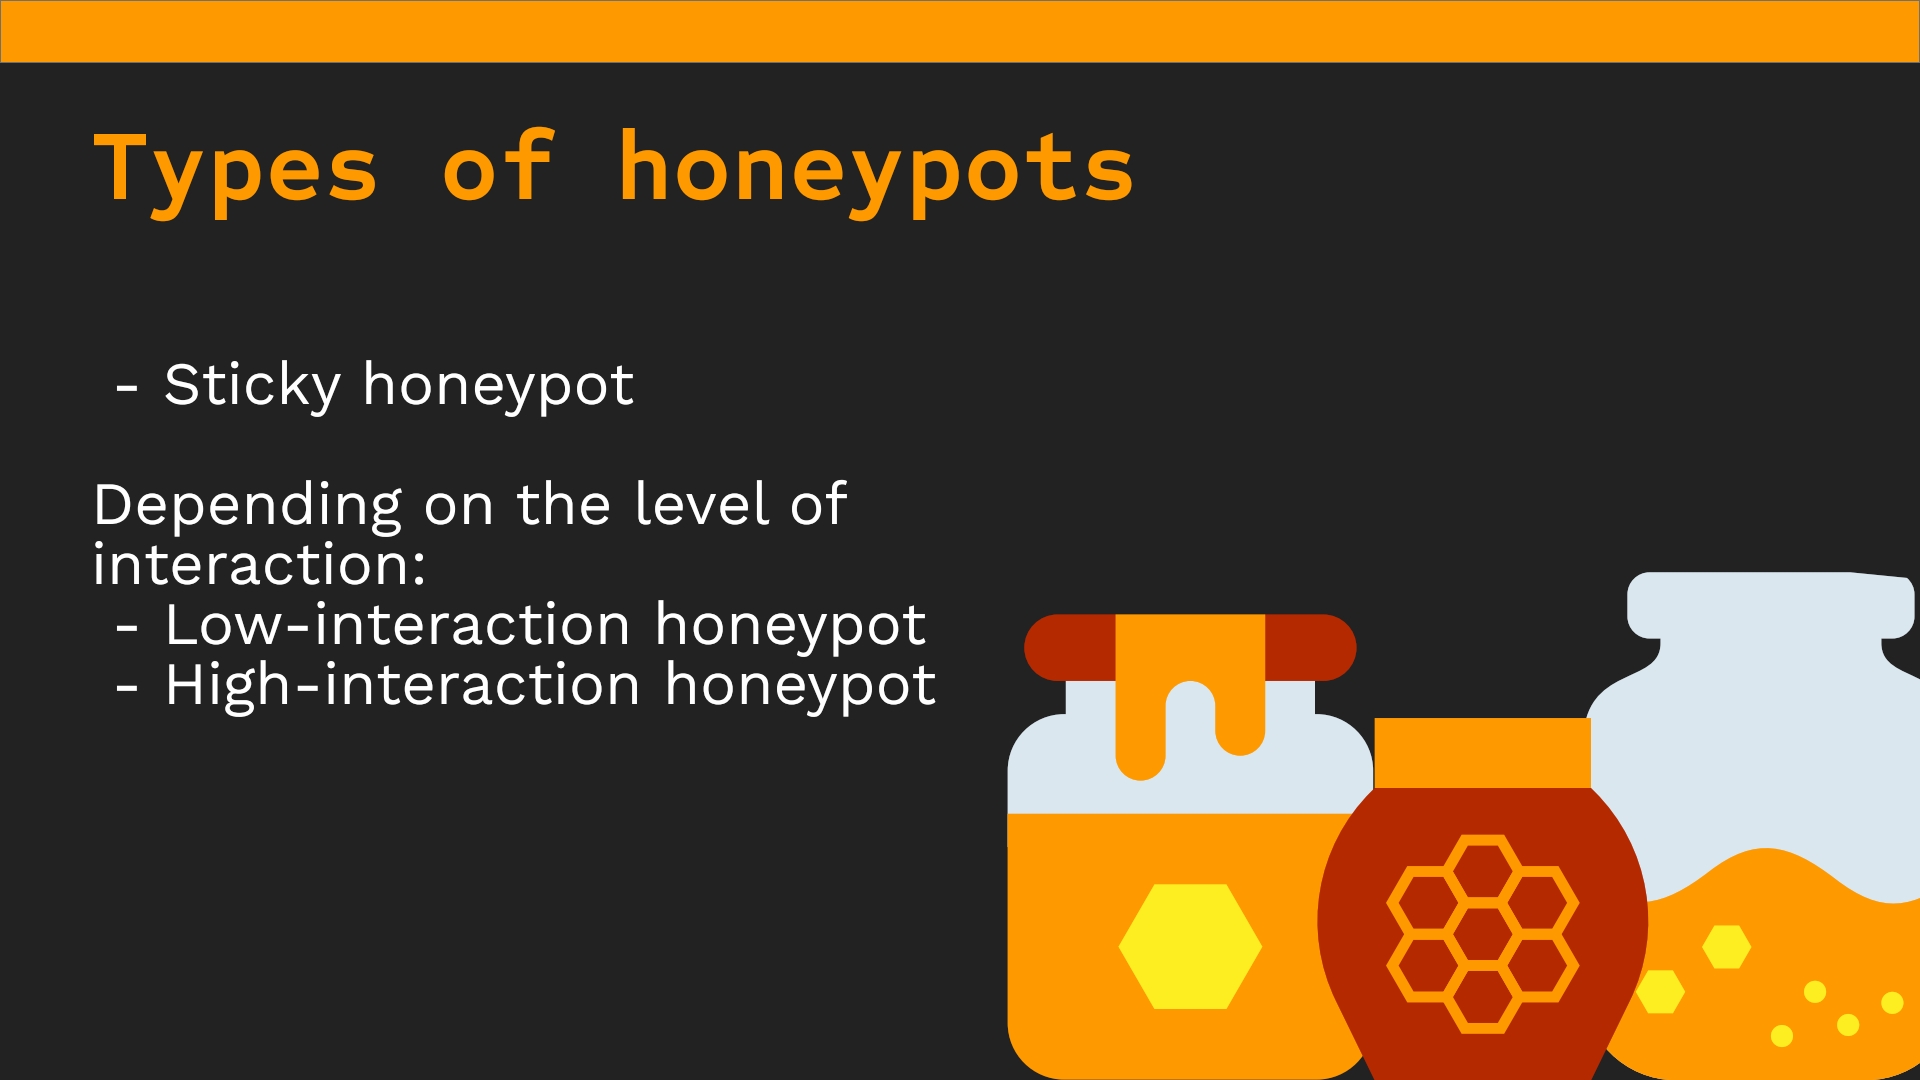 Types of honeypots
- Sticky honeypot
Depending on the level of
interaction:
- Low-interaction honeypot
- High-interaction honeypot